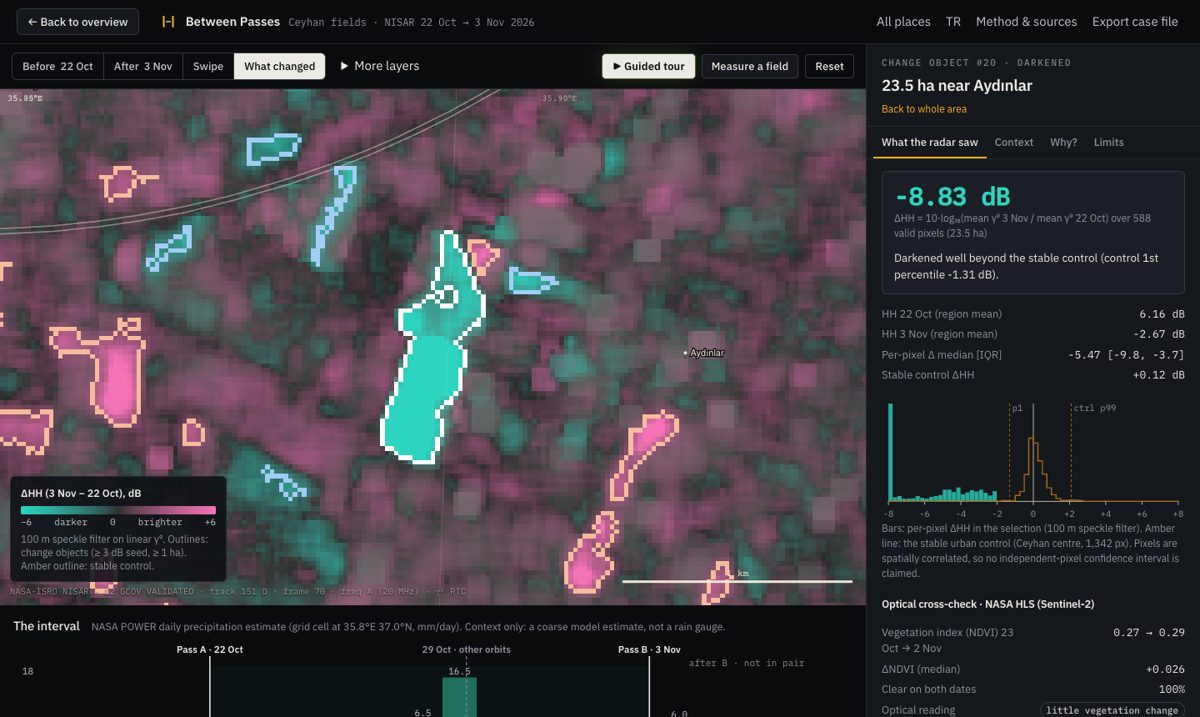 ← Back to overview
Between Passes Ceyhan fields · NISAR 22 Oct → 3 Nov 2026
All places TR Method & sources Export case file
Before 22 Oct After 3 Nov Swipe What changed ▶ More layers
▶ Guided tour Measure a field Reset
35.85°E 35.90°E
Aydınlar
ΔHH (3 Nov – 22 Oct), dB
−6 darker 0 brighter +6
100 m speckle filter on linear γ⁰. Outlines:
change objects (≥ 3 dB seed, ≥ 1 ha).
Amber outline: stable control.
km
NASA-ISRO NISAR GCOV VALIDATED · track 151 D · frame 70 · freq A (20 MHz) · RTC
The interval NASA POWER daily precipitation estimate (grid cell at 35.8°E 37.0°N, mm/day). Context only: a coarse model estimate, not a rain gauge.
Pass A · 22 Oct 29 Oct · other orbits Pass B · 3 Nov
after B · not in pair
18
16.5
6.5
6.0
CHANGE OBJECT #20 · DARKENED
23.5 ha near Aydınlar
Back to whole area
What the radar saw Context Why? Limits
-8.83 dB
ΔHH = 10·log₁₀(mean γ⁰ 3 Nov / mean γ⁰ 22 Oct) over 588
valid pixels (23.5 ha)
Darkened well beyond the stable control (control 1st
percentile -1.31 dB).
HH 22 Oct (region mean) 6.16 dB
HH 3 Nov (region mean) -2.67 dB
Per-pixel Δ median [IQR] -5.47 [-9.8, -3.7]
Stable control ΔHH +0.12 dB
p1 ctrl p99
-8 -6 -4 -2 0 +2 +4 +6 +8
Bars: per-pixel ΔHH in the selection (100 m speckle filter). Amber
line: the stable urban control (Ceyhan centre, 1,342 px). Pixels are
spatially correlated, so no independent-pixel confidence interval is
claimed.
Optical cross-check · NASA HLS (Sentinel-2)
Vegetation index (NDVI) 23 0.27 → 0.29
Oct → 2 Nov
ΔNDVI (median) +0.026
Clear on both dates 100%
Optical reading little vegetation change